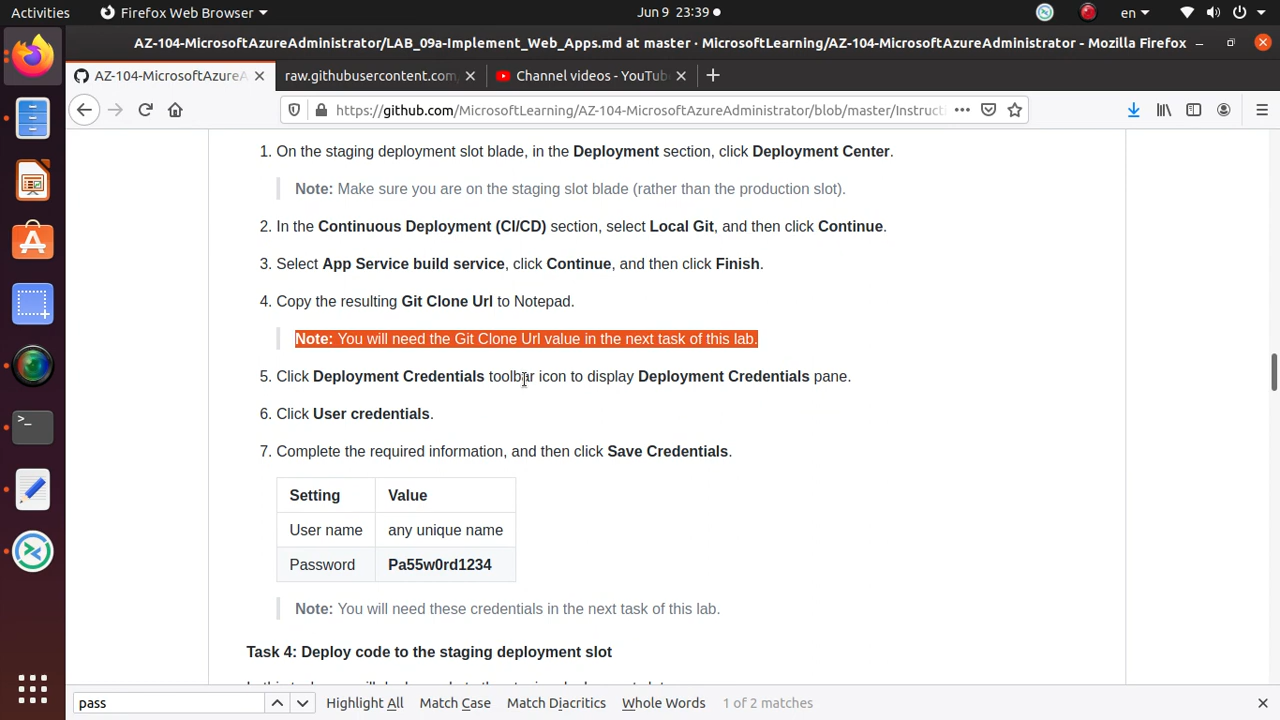 Activities
Firefox Web Browser
Jun 9 23:39
en
AZ-104-MicrosoftAzureAdministrator/LAB_09a-Implement_Web_Apps.md at master · MicrosoftLearning/AZ-104-MicrosoftAzureAdministrator - Mozilla Firefox
AZ-104-MicrosoftAzureA
raw.githubusercontent.com
Channel videos - YouTub
https://github.com/MicrosoftLearning/AZ-104-MicrosoftAzureAdministrator/blob/master/Instructi
1. On the staging deployment slot blade, in the Deployment section, click Deployment Center.
Note: Make sure you are on the staging slot blade (rather than the production slot).
2. In the Continuous Deployment (CI/CD) section, select Local Git, and then click Continue.
3. Select App Service build service, click Continue, and then click Finish.
4. Copy the resulting Git Clone Url to Notepad.
Note: You will need the Git Clone Url value in the next task of this lab.
5. Click Deployment Credentials toolbar icon to display Deployment Credentials pane.
6. Click User credentials.
7. Complete the required information, and then click Save Credentials.
Setting Value
User name any unique name
Password Pa55w0rd1234
Note: You will need these credentials in the next task of this lab.
Task 4: Deploy code to the staging deployment slot
pass
Highlight All
Match Case
Match Diacritics
Whole Words
1 of 2 matches